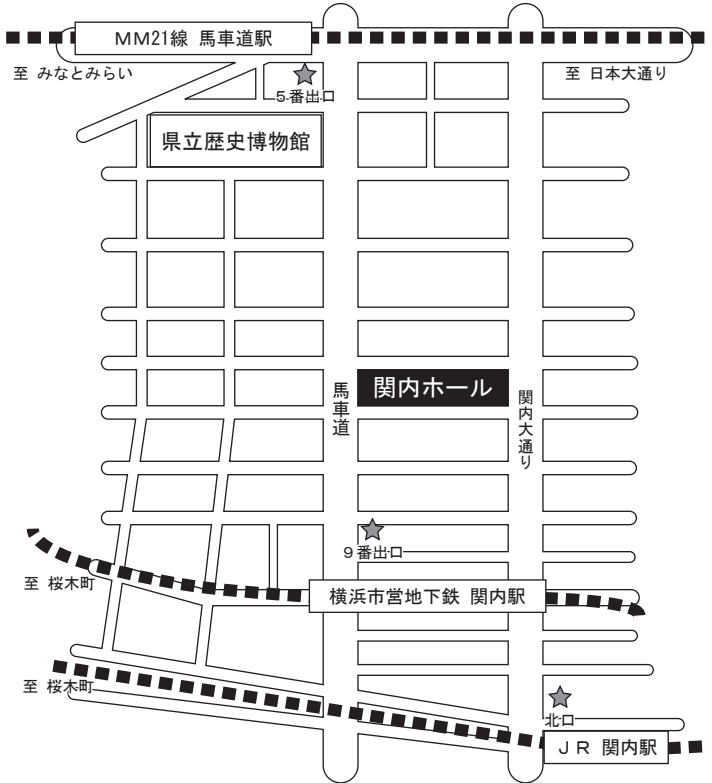 MM21線 馬車道駅
至 みなとみらい
至 日本大通り
5番出口
県立歴史博物館
関内ホール
馬車道
関内大通り
9番出口
至 桜木町
横浜市営地下鉄 関内駅
至 桜木町
北口
JR 関内駅